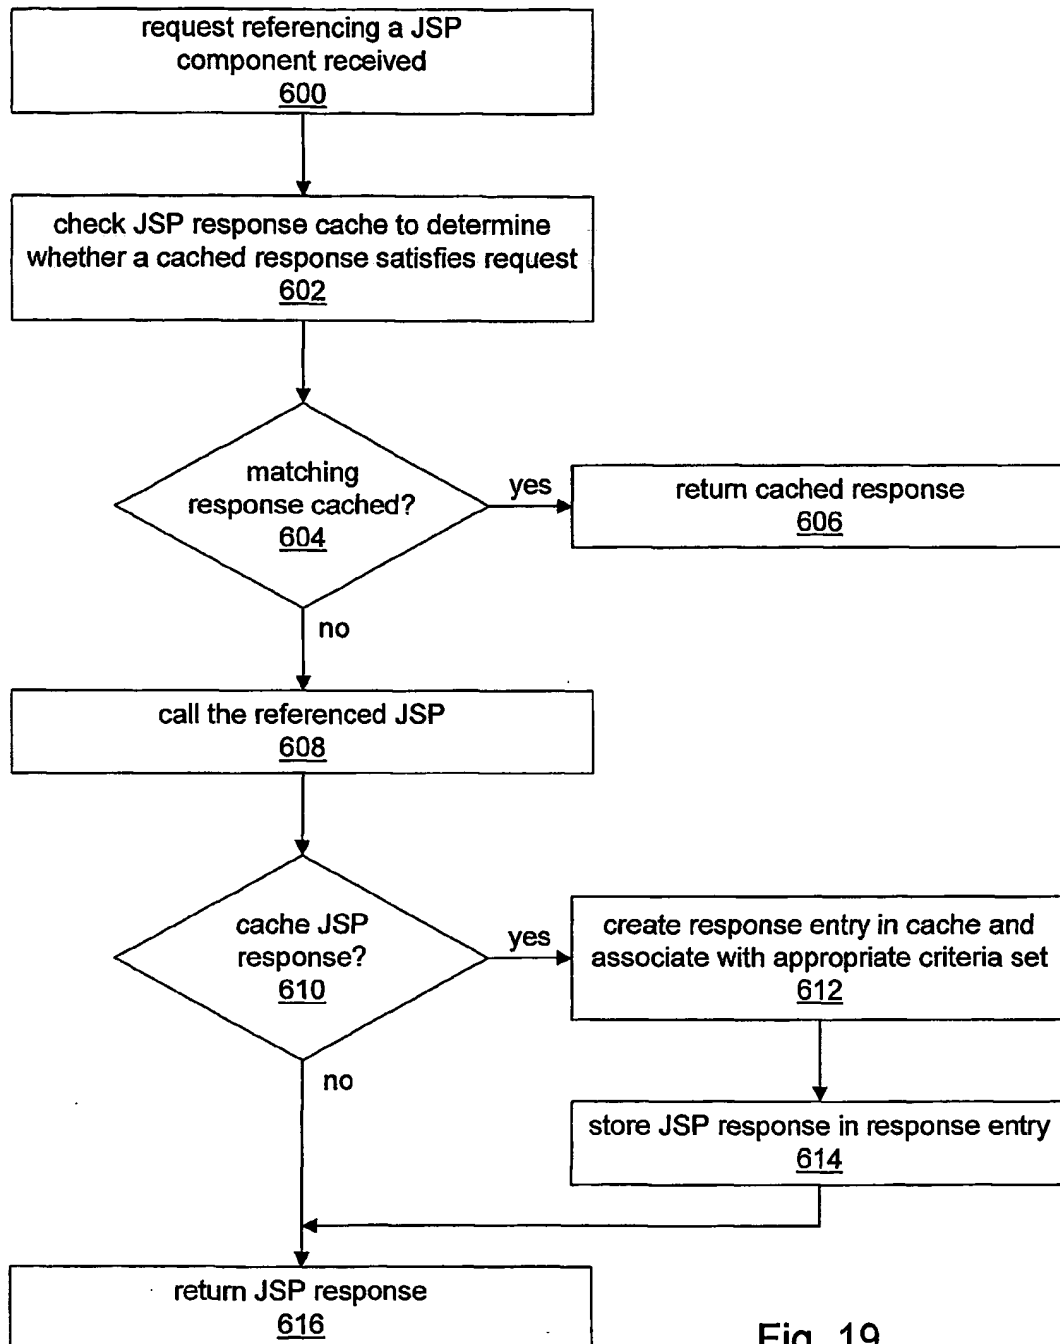 request referencing a JSP
component received
600
check JSP response cache to determine
whether a cached response satisfies request
602
matching
response cached?
604
yes
return cached response
606
no
call the referenced JSP
608
cache JSP
response?
610
yes
create response entry in cache and
associate with appropriate criteria set
612
no
store JSP response in response entry
614
return JSP response
616
Fig. 19